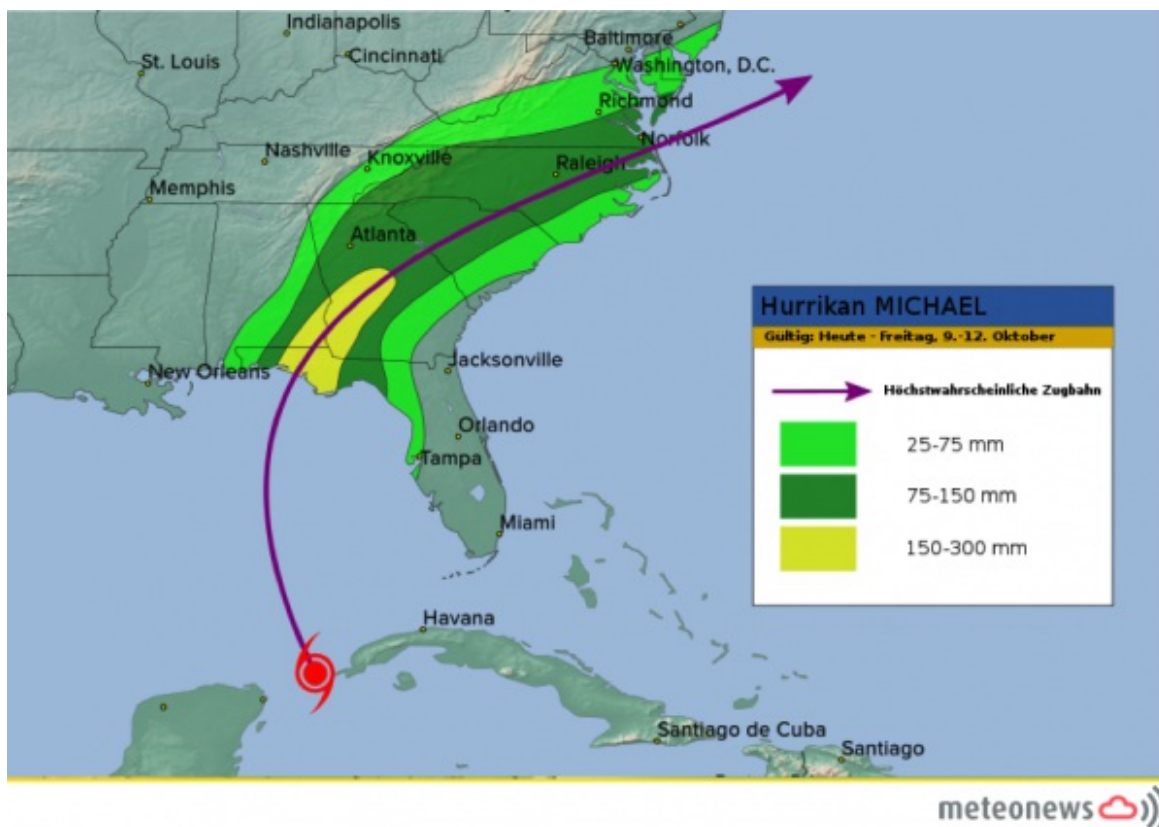 Indianapolis
Baltimore
Cincinnati
St. Louis
Washington, D.C.
Richmond
Norfolk
Nashville
Knoxville
Raleigh
Memphis
Atlanta
Hurrikan MICHAEL
Gültig: Heute - Freitag, 9.-12. Oktober
Höchstwahrscheinliche Zugbahn
25-75 mm
75-150 mm
150-300 mm
New Orleans
Jacksonville
Orlando
Tampa
Miami
Havana
Santiago de Cuba
Santiago
meteonews